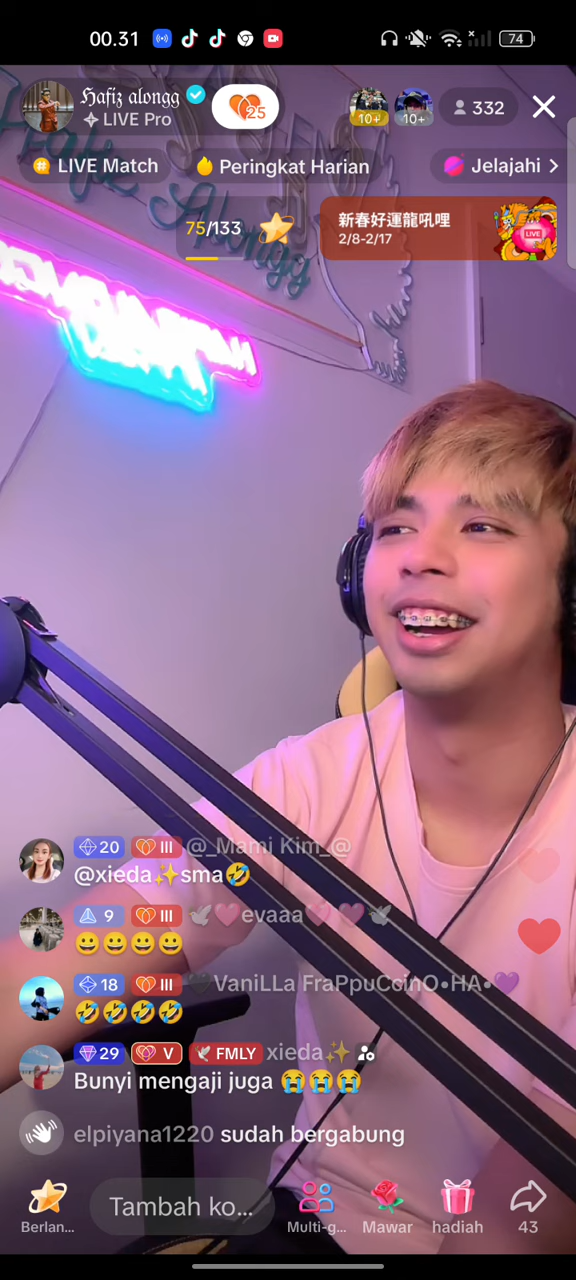 00.31
74
Hafiz alongg
LIVE Pro
25
10+
10+
332
LIVE Match
Peringkat Harian
Jelajahi
75/133
新春好運龍吼哩
2/8-2/17
LIVE
20 III @_Mami Kim_@
@xieda✨sma🤣
9 III 🕊️💗evaaa💗💗🕊️
😀😀😀😀
18 III 🖤VaniLLa FraPpuCcinO•HA•💜
🤣🤣🤣🤣
29 V FMLY xieda✨
Bunyi mengaji juga 😭😭😭
elpiyana1220 sudah bergabung
Tambah ko...
Berlan...
Multi-g...
Mawar
hadiah
43